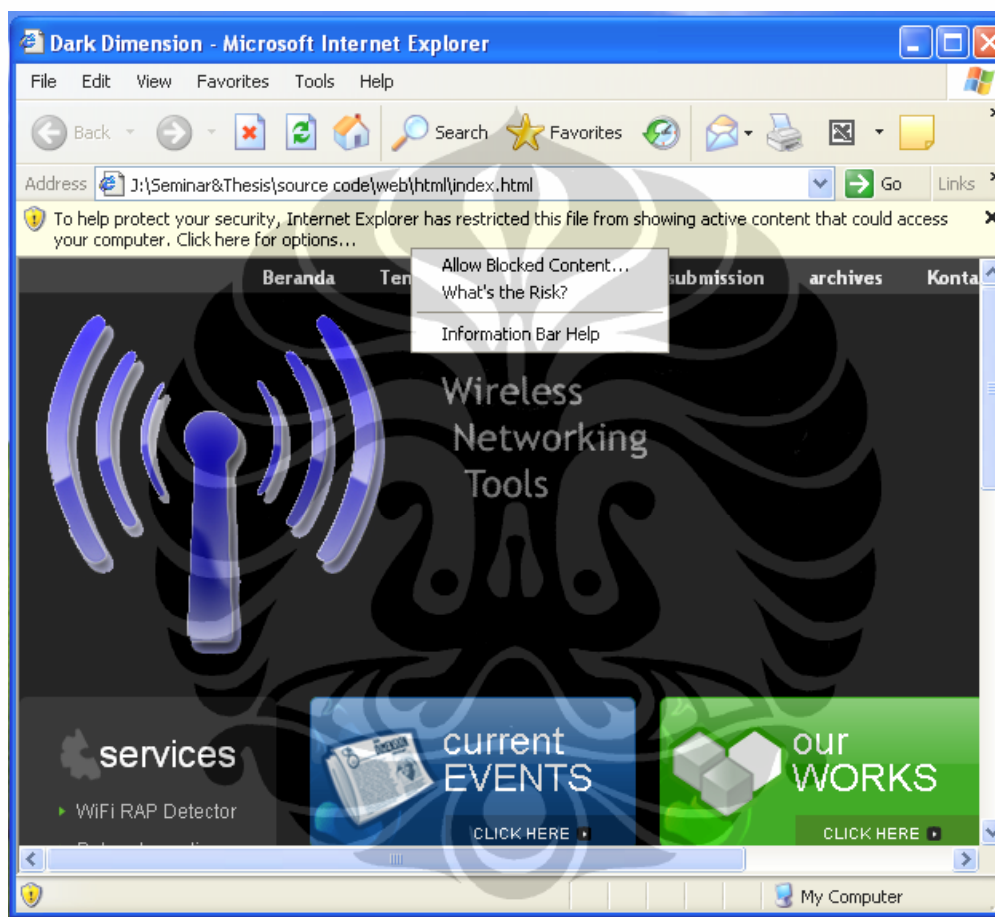 Dark Dimension - Microsoft Internet Explorer
File Edit View Favorites Tools Help
Back Search Favorites
Address J:\Seminar&Thesis\source code\web\html\index.html Go Links
To help protect your security, Internet Explorer has restricted this file from showing active content that could access
your computer. Click here for options...
Allow Blocked Content...
What's the Risk?
Information Bar Help
Beranda Ten submission archives Konta
Wireless
Networking
Tools
services
WiFi RAP Detector
current
EVENTS
CLICK HERE
our
WORKS
CLICK HERE
My Computer